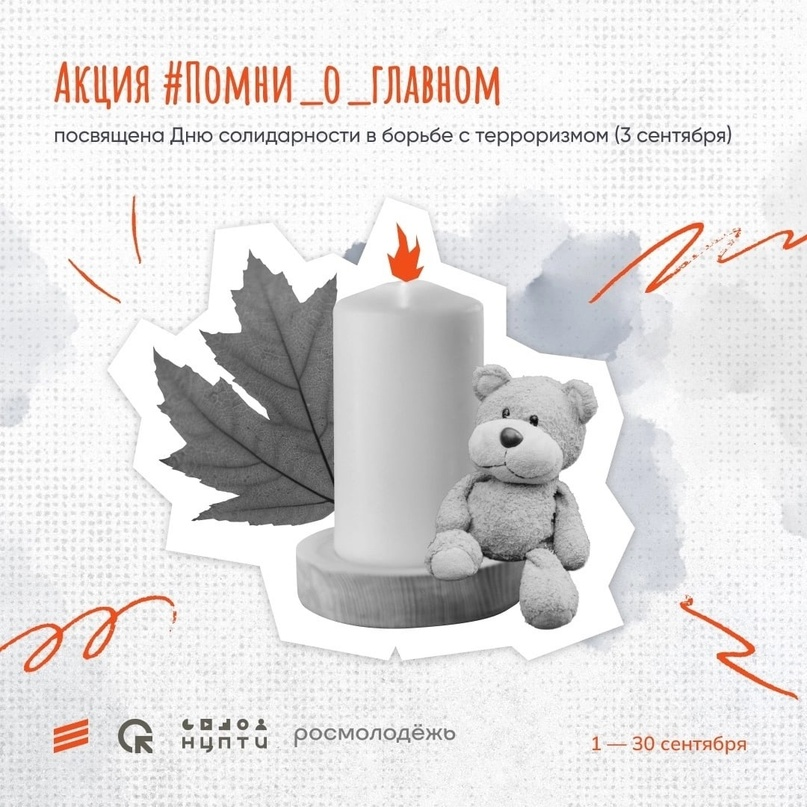 Акция #Помни_о_главном
посвящена Дню солидарности в борьбе с терроризмом (3 сентября)
нцпти
росмолодёжь
1 — 30 сентября